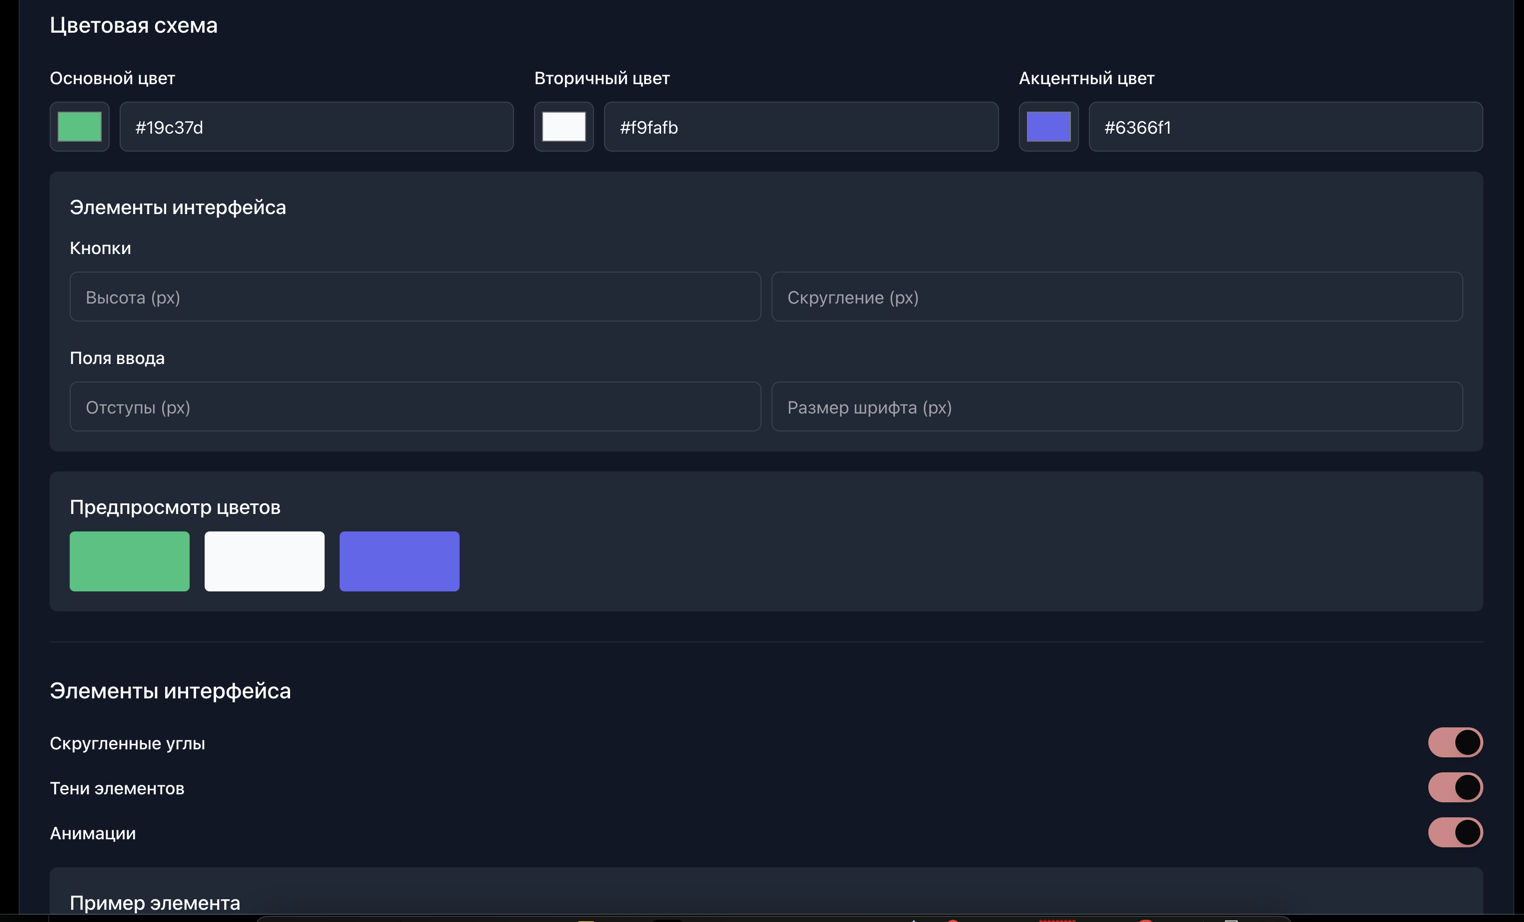 Цветовая схема
Основной цвет
Вторичный цвет
Акцентный цвет
#19c37d
#f9fafb
#6366f1
Элементы интерфейса
Кнопки
Высота (px)
Скругление (px)
Поля ввода
Отступы (px)
Размер шрифта (px)
Предпросмотр цветов
Элементы интерфейса
Скругленные углы
Тени элементов
Анимации
Пример элемента